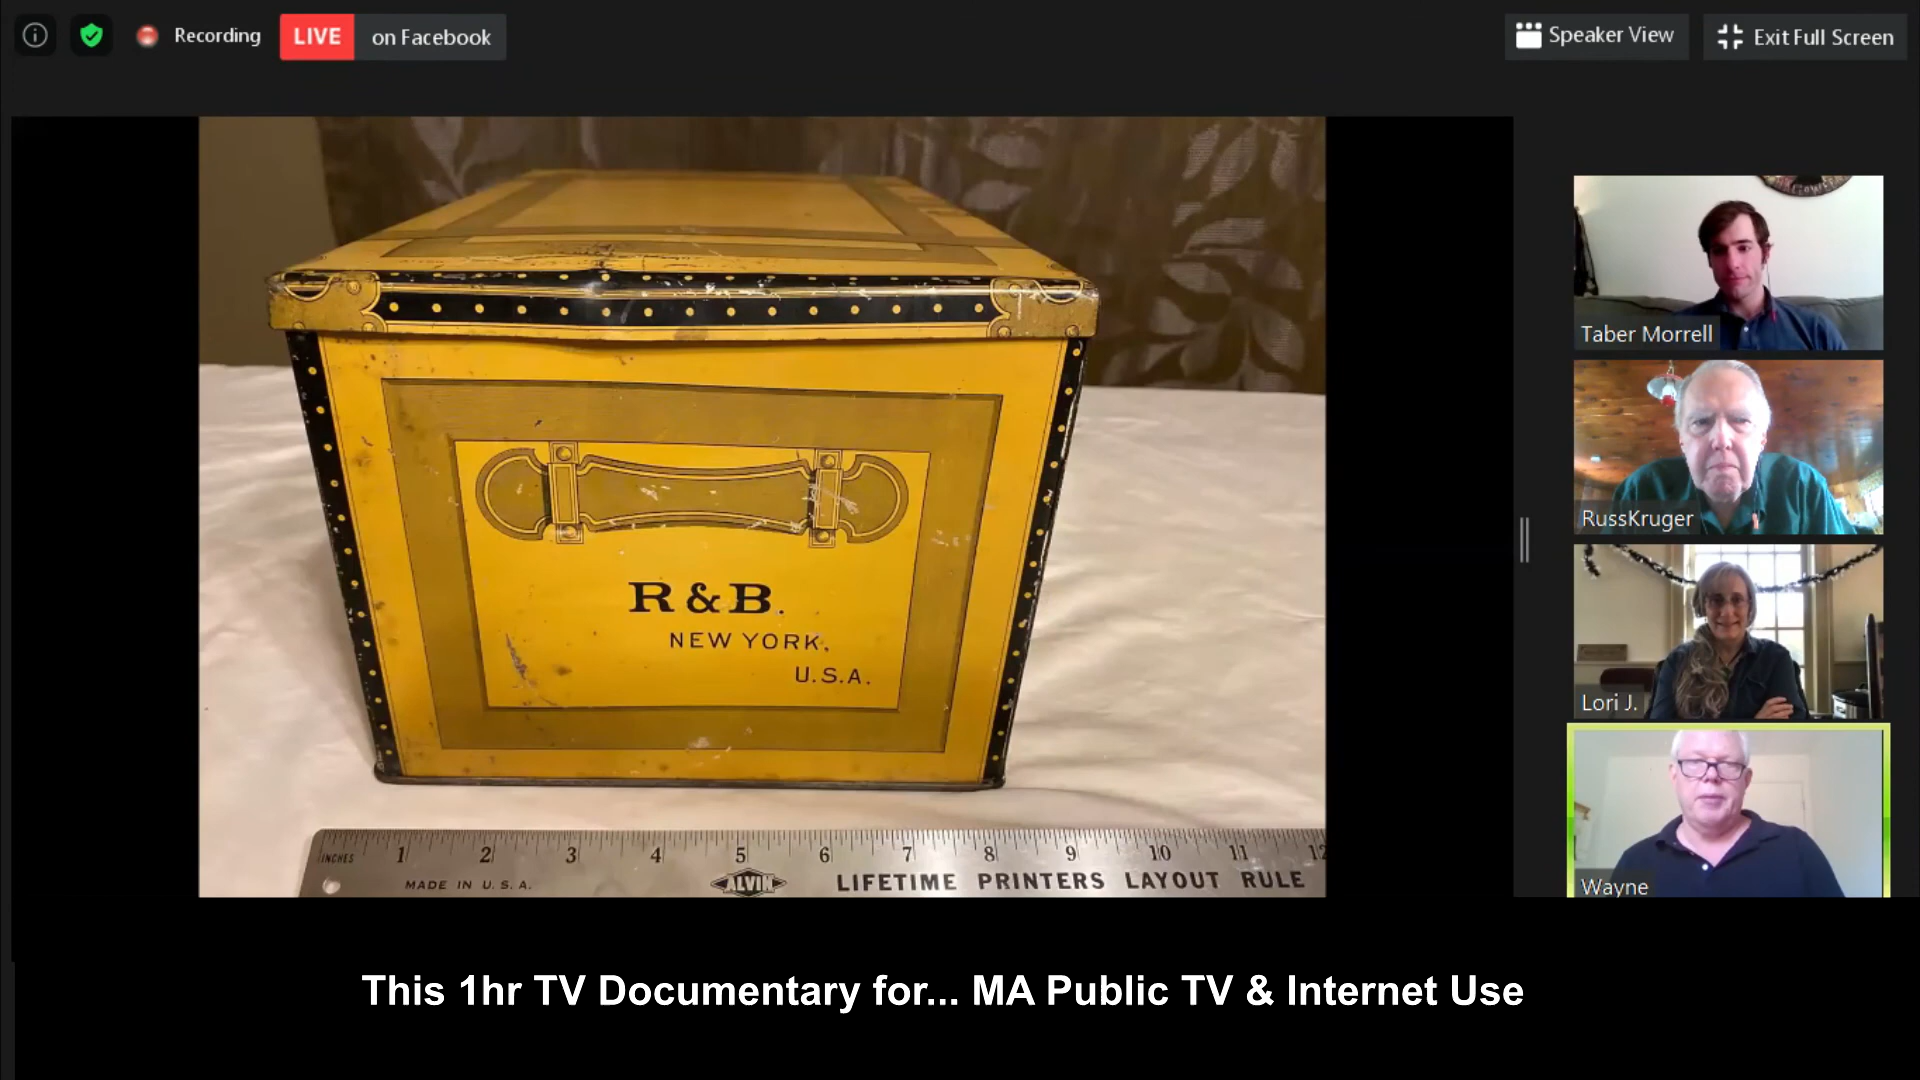 Recording
LIVE on Facebook
Speaker View
Exit Full Screen
R & B.
NEW YORK,
U.S.A.
INCHES 1 2 3 4 5 6 7 8 9 10 11 12
MADE IN U.S.A. ALVIN LIFETIME PRINTERS LAYOUT RULE
Taber Morrell
RussKruger
Lori J.
Wayne
This 1hr TV Documentary for... MA Public TV & Internet Use